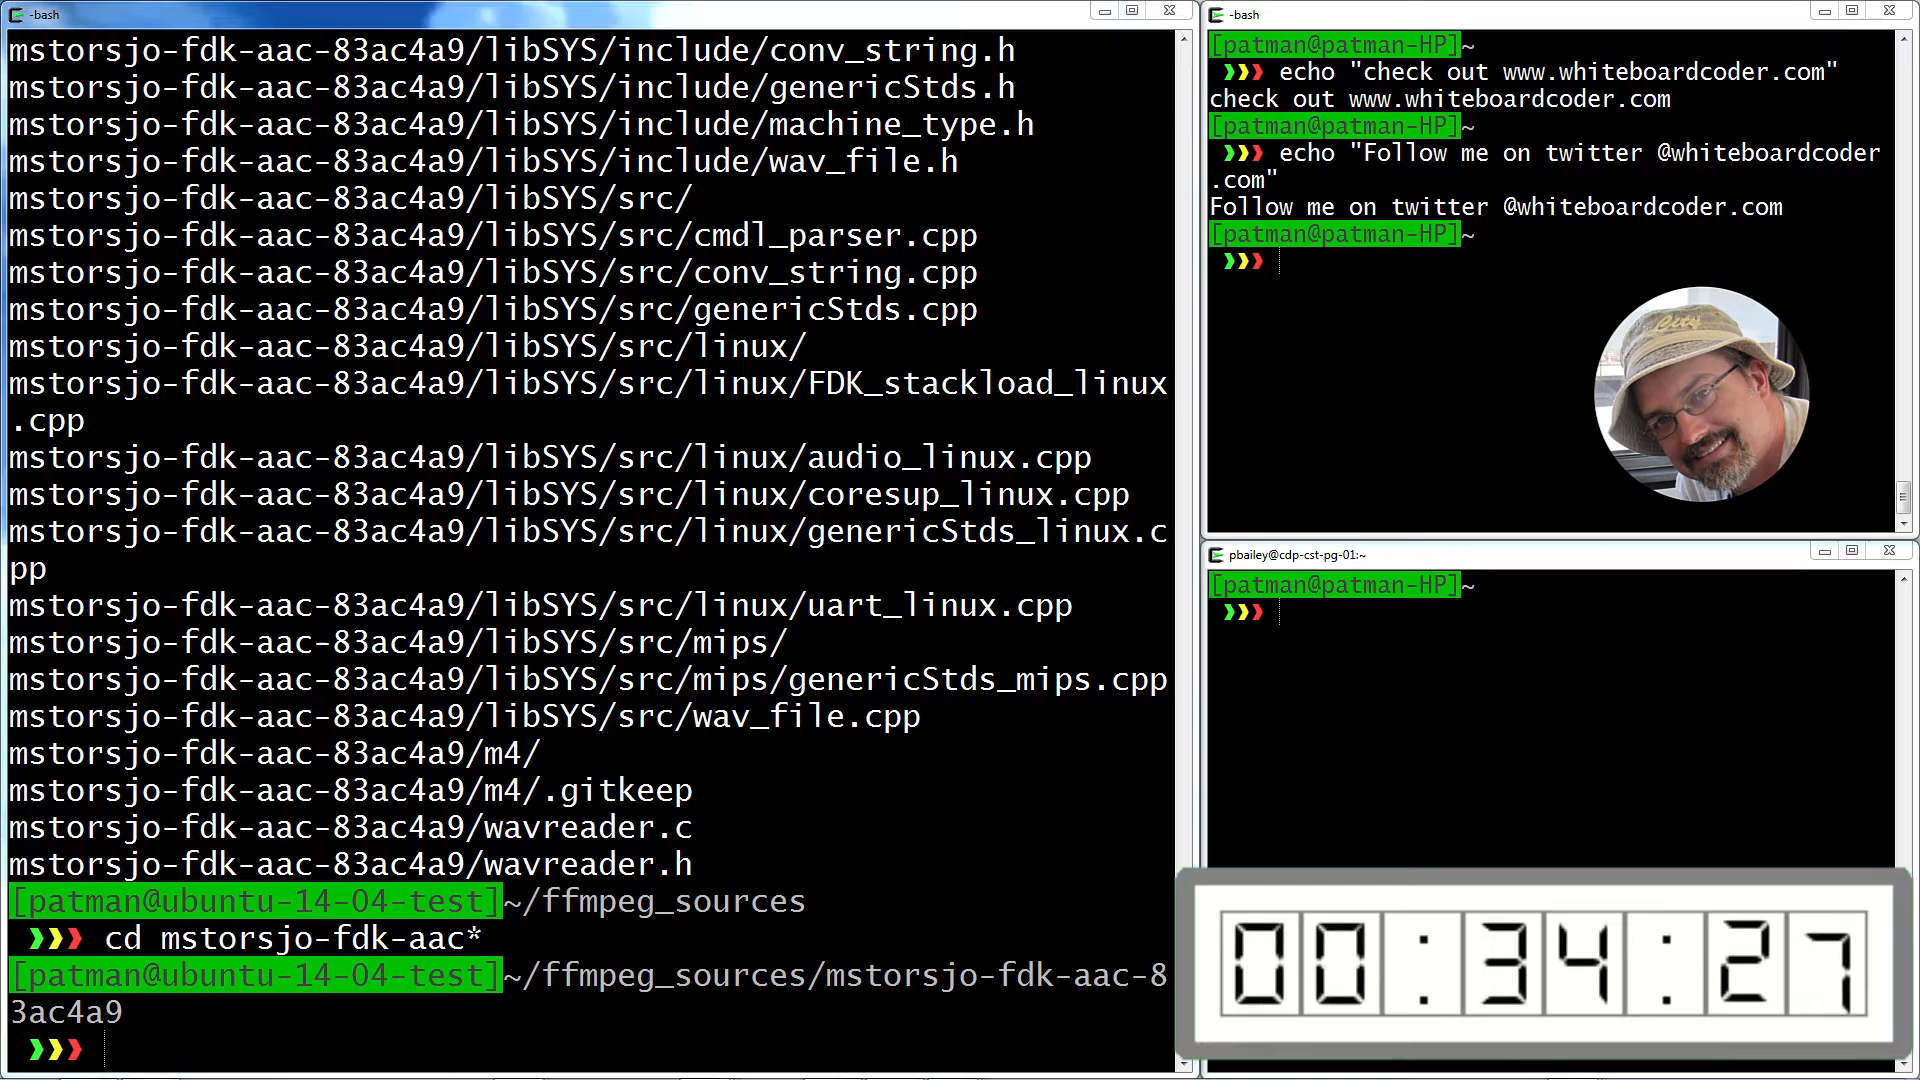 -bash
mstorsjo-fdk-aac-83ac4a9/libSYS/include/conv_string.h
mstorsjo-fdk-aac-83ac4a9/libSYS/include/genericStds.h
mstorsjo-fdk-aac-83ac4a9/libSYS/include/machine_type.h
mstorsjo-fdk-aac-83ac4a9/libSYS/include/wav_file.h
mstorsjo-fdk-aac-83ac4a9/libSYS/src/
mstorsjo-fdk-aac-83ac4a9/libSYS/src/cmdl_parser.cpp
mstorsjo-fdk-aac-83ac4a9/libSYS/src/conv_string.cpp
mstorsjo-fdk-aac-83ac4a9/libSYS/src/genericStds.cpp
mstorsjo-fdk-aac-83ac4a9/libSYS/src/linux/
mstorsjo-fdk-aac-83ac4a9/libSYS/src/linux/FDK_stackload_linux
.cpp
mstorsjo-fdk-aac-83ac4a9/libSYS/src/linux/audio_linux.cpp
mstorsjo-fdk-aac-83ac4a9/libSYS/src/linux/coresup_linux.cpp
mstorsjo-fdk-aac-83ac4a9/libSYS/src/linux/genericStds_linux.c
pp
mstorsjo-fdk-aac-83ac4a9/libSYS/src/linux/uart_linux.cpp
mstorsjo-fdk-aac-83ac4a9/libSYS/src/mips/
mstorsjo-fdk-aac-83ac4a9/libSYS/src/mips/genericStds_mips.cpp
mstorsjo-fdk-aac-83ac4a9/libSYS/src/wav_file.cpp
mstorsjo-fdk-aac-83ac4a9/m4/
mstorsjo-fdk-aac-83ac4a9/m4/.gitkeep
mstorsjo-fdk-aac-83ac4a9/wavreader.c
mstorsjo-fdk-aac-83ac4a9/wavreader.h
[patman@ubuntu-14-04-test]~/ffmpeg_sources
❯❯❯ cd mstorsjo-fdk-aac*
[patman@ubuntu-14-04-test]~/ffmpeg_sources/mstorsjo-fdk-aac-8
3ac4a9
❯❯❯
-bash
[patman@patman-HP]~
❯❯❯ echo "check out www.whiteboardcoder.com"
check out www.whiteboardcoder.com
[patman@patman-HP]~
❯❯❯ echo "Follow me on twitter @whiteboardcoder
.com"
Follow me on twitter @whiteboardcoder.com
[patman@patman-HP]~
❯❯❯
City
pbailey@cdp-cst-pg-01:~
[patman@patman-HP]~
❯❯❯
00:34:27